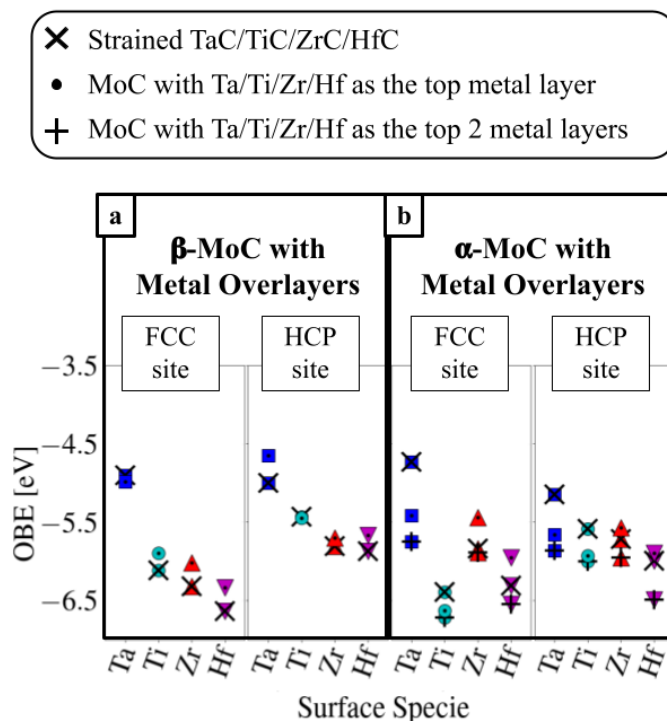 Strained TaC/TiC/ZrC/HfC
MoC with Ta/Ti/Zr/Hf as the top metal layer
MoC with Ta/Ti/Zr/Hf as the top 2 metal layers
a
β-MoC with
Metal Overlayers
FCC
site
HCP
site
b
α-MoC with
Metal Overlayers
FCC
site
HCP
site
OBE [eV]
−3.5
−4.5
−5.5
−6.5
Ta Ti Zr Hf Ta Ti Zr Hf Ta Ti Zr Hf Ta Ti Zr Hf
Surface Specie